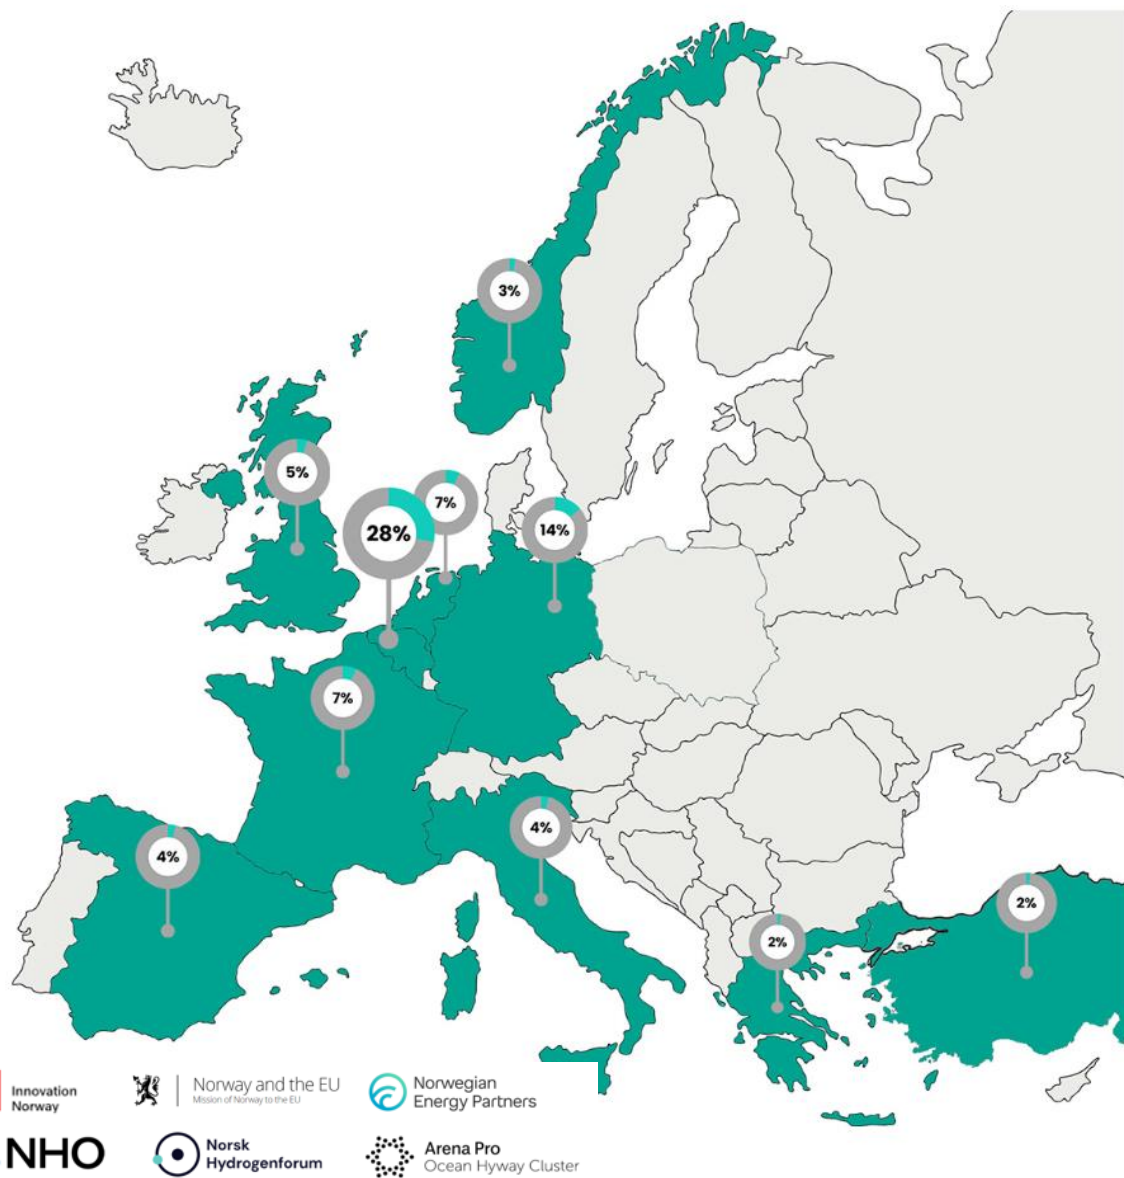 3%
5%
7%
28%
14%
7%
4%
4%
2%
2%
Innovation
Norway
Norway and the EU
Mission of Norway to the EU
Norwegian
Energy Partners
NHO
Norsk
Hydrogenforum
Arena Pro
Ocean Hyway Cluster